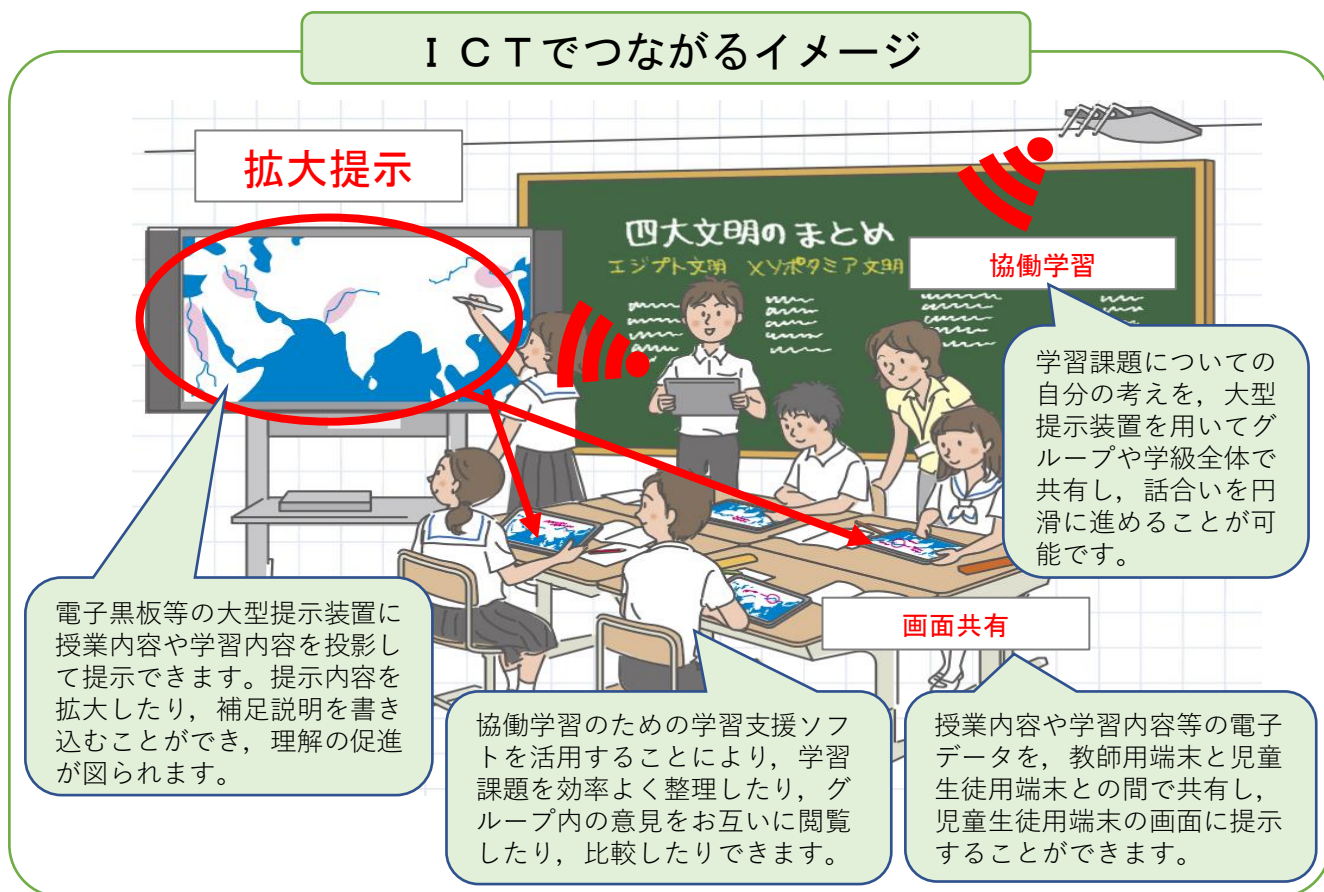 ＩＣＴでつながるイメージ
拡大提示
四大文明のまとめ
エジプト文明　メソポタミア文明
協働学習
学習課題についての
自分の考えを，大型
提示装置を用いてグ
ループや学級全体で
共有し，話合いを円
滑に進めることが可
能です。
電子黒板等の大型提示装置に
授業内容や学習内容を投影し
て提示できます。提示内容を
拡大したり，補足説明を書き
込むことができ，理解の促進
が図られます。
協働学習のための学習支援ソフ
トを活用することにより，学習
課題を効率よく整理したり，グ
ループ内の意見をお互いに閲覧
したり，比較したりできます。
画面共有
授業内容や学習内容等の電子
データを，教師用端末と児童
生徒用端末との間で共有し，
児童生徒用端末の画面に提示
することができます。